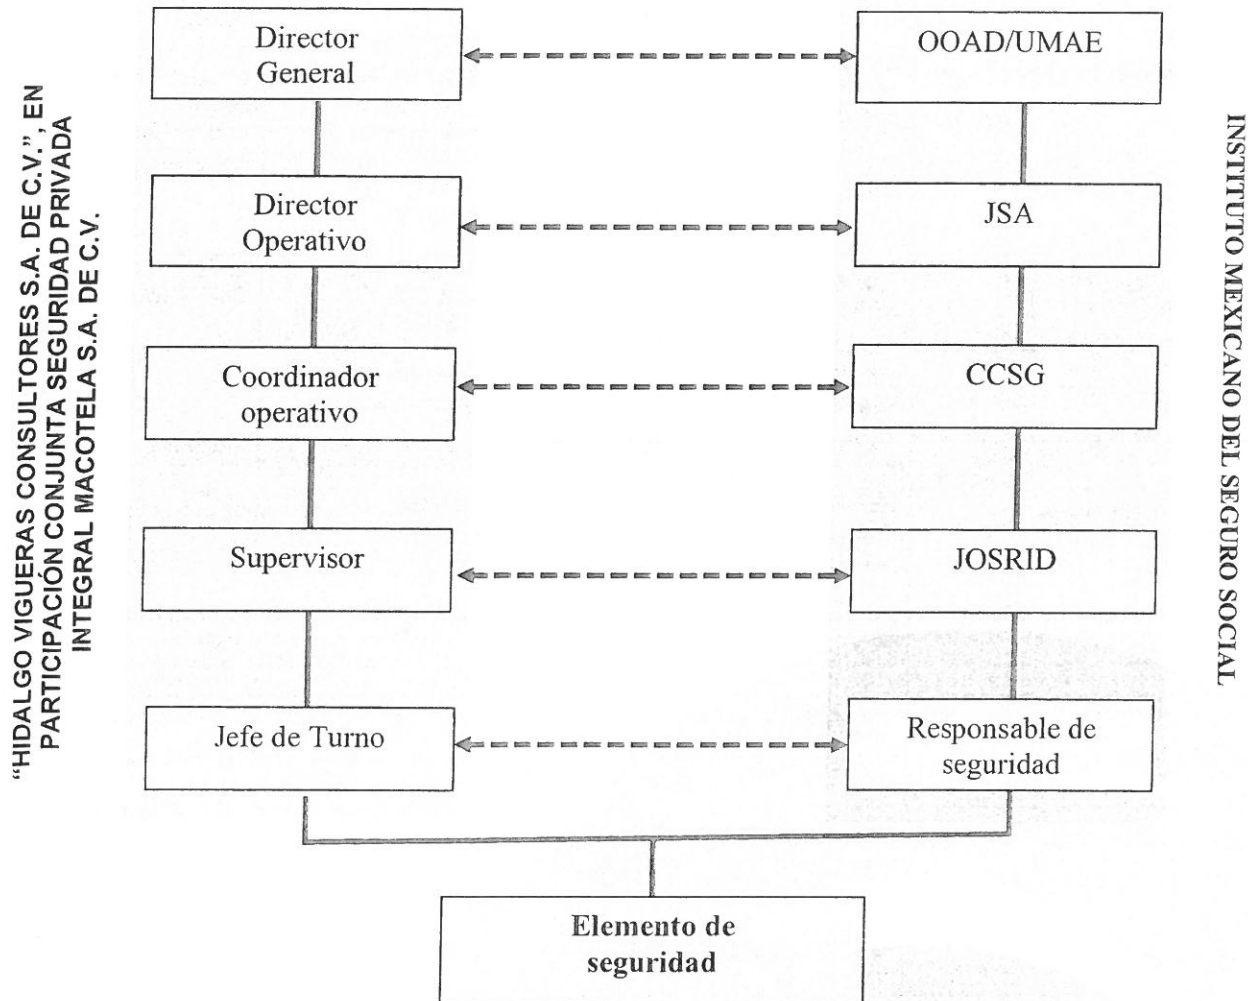 "HIDALGO VIGUERAS CONSULTORES S.A. DE C.V.", EN
PARTICIPACIÓN CONJUNTA SEGURIDAD PRIVADA
INTEGRAL MACOTELA S.A. DE C.V.
Director
General
OOAD/UMAE
Director
Operativo
JSA
Coordinador
operativo
CCSG
Supervisor
JOSRID
Jefe de Turno
Responsable de
seguridad
Elemento de
seguridad
INSTITUTO MEXICANO DEL SEGURO SOCIAL